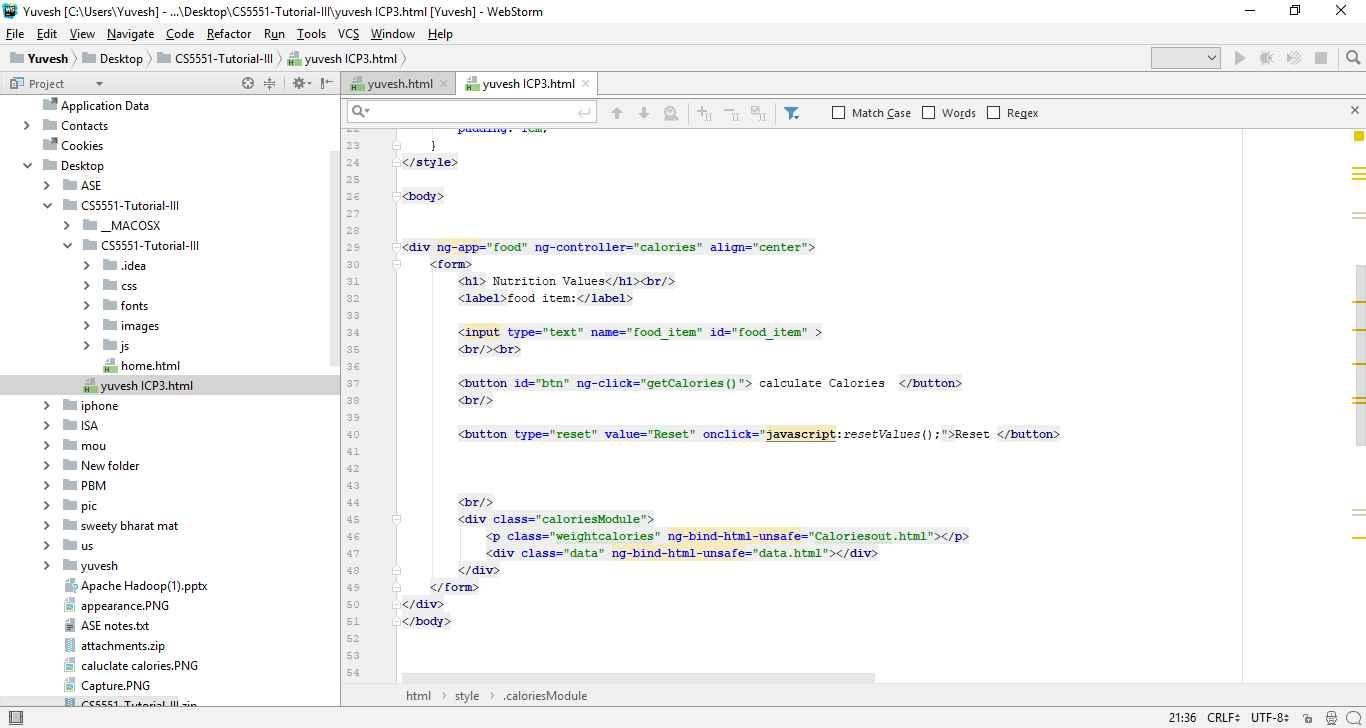 Yuvesh [C:\Users\Yuvesh] - ...\Desktop\CS5551-Tutorial-III\yuvesh ICP3.html [Yuvesh] - WebStorm
File Edit View Navigate Code Refactor Run Tools VCS Window Help
Yuvesh Desktop CS5551-Tutorial-III yuvesh ICP3.html
Project
Application Data
Contacts
Cookies
Desktop
ASE
CS5551-Tutorial-III
__MACOSX
CS5551-Tutorial-III
.idea
css
fonts
images
js
home.html
yuvesh ICP3.html
iphone
ISA
mou
New folder
PBM
pic
sweety bharat mat
us
yuvesh
Apache Hadoop(1).pptx
appearance.PNG
ASE notes.txt
attachments.zip
caluclate calories.PNG
Capture.PNG
CS5551-Tutorial-III.zip
yuvesh.html yuvesh ICP3.html
Match Case Words Regex
22 padding: 1em;
23 }
24 </style>
25
26 <body>
27
28
29 <div ng-app="food" ng-controller="calories" align="center">
30 <form>
31 <h1> Nutrition Values</h1><br/>
32 <label>food item:</label>
33
34 <input type="text" name="food_item" id="food_item" >
35 <br/><br>
36
37 <button id="btn" ng-click="getCalories()"> calculate Calories  </button>
38 <br/>
39
40 <button type="reset" value="Reset" onclick="javascript:resetValues();">Reset </button>
41
42
43
44 <br/>
45 <div class="caloriesModule">
46 <p class="weightcalories" ng-bind-html-unsafe="Caloriesout.html"></p>
47 <div class="data" ng-bind-html-unsafe="data.html"></div>
48 </div>
49 </form>
50 </div>
51 </body>
52
53
54
html style .caloriesModule
21:36 CRLF UTF-8